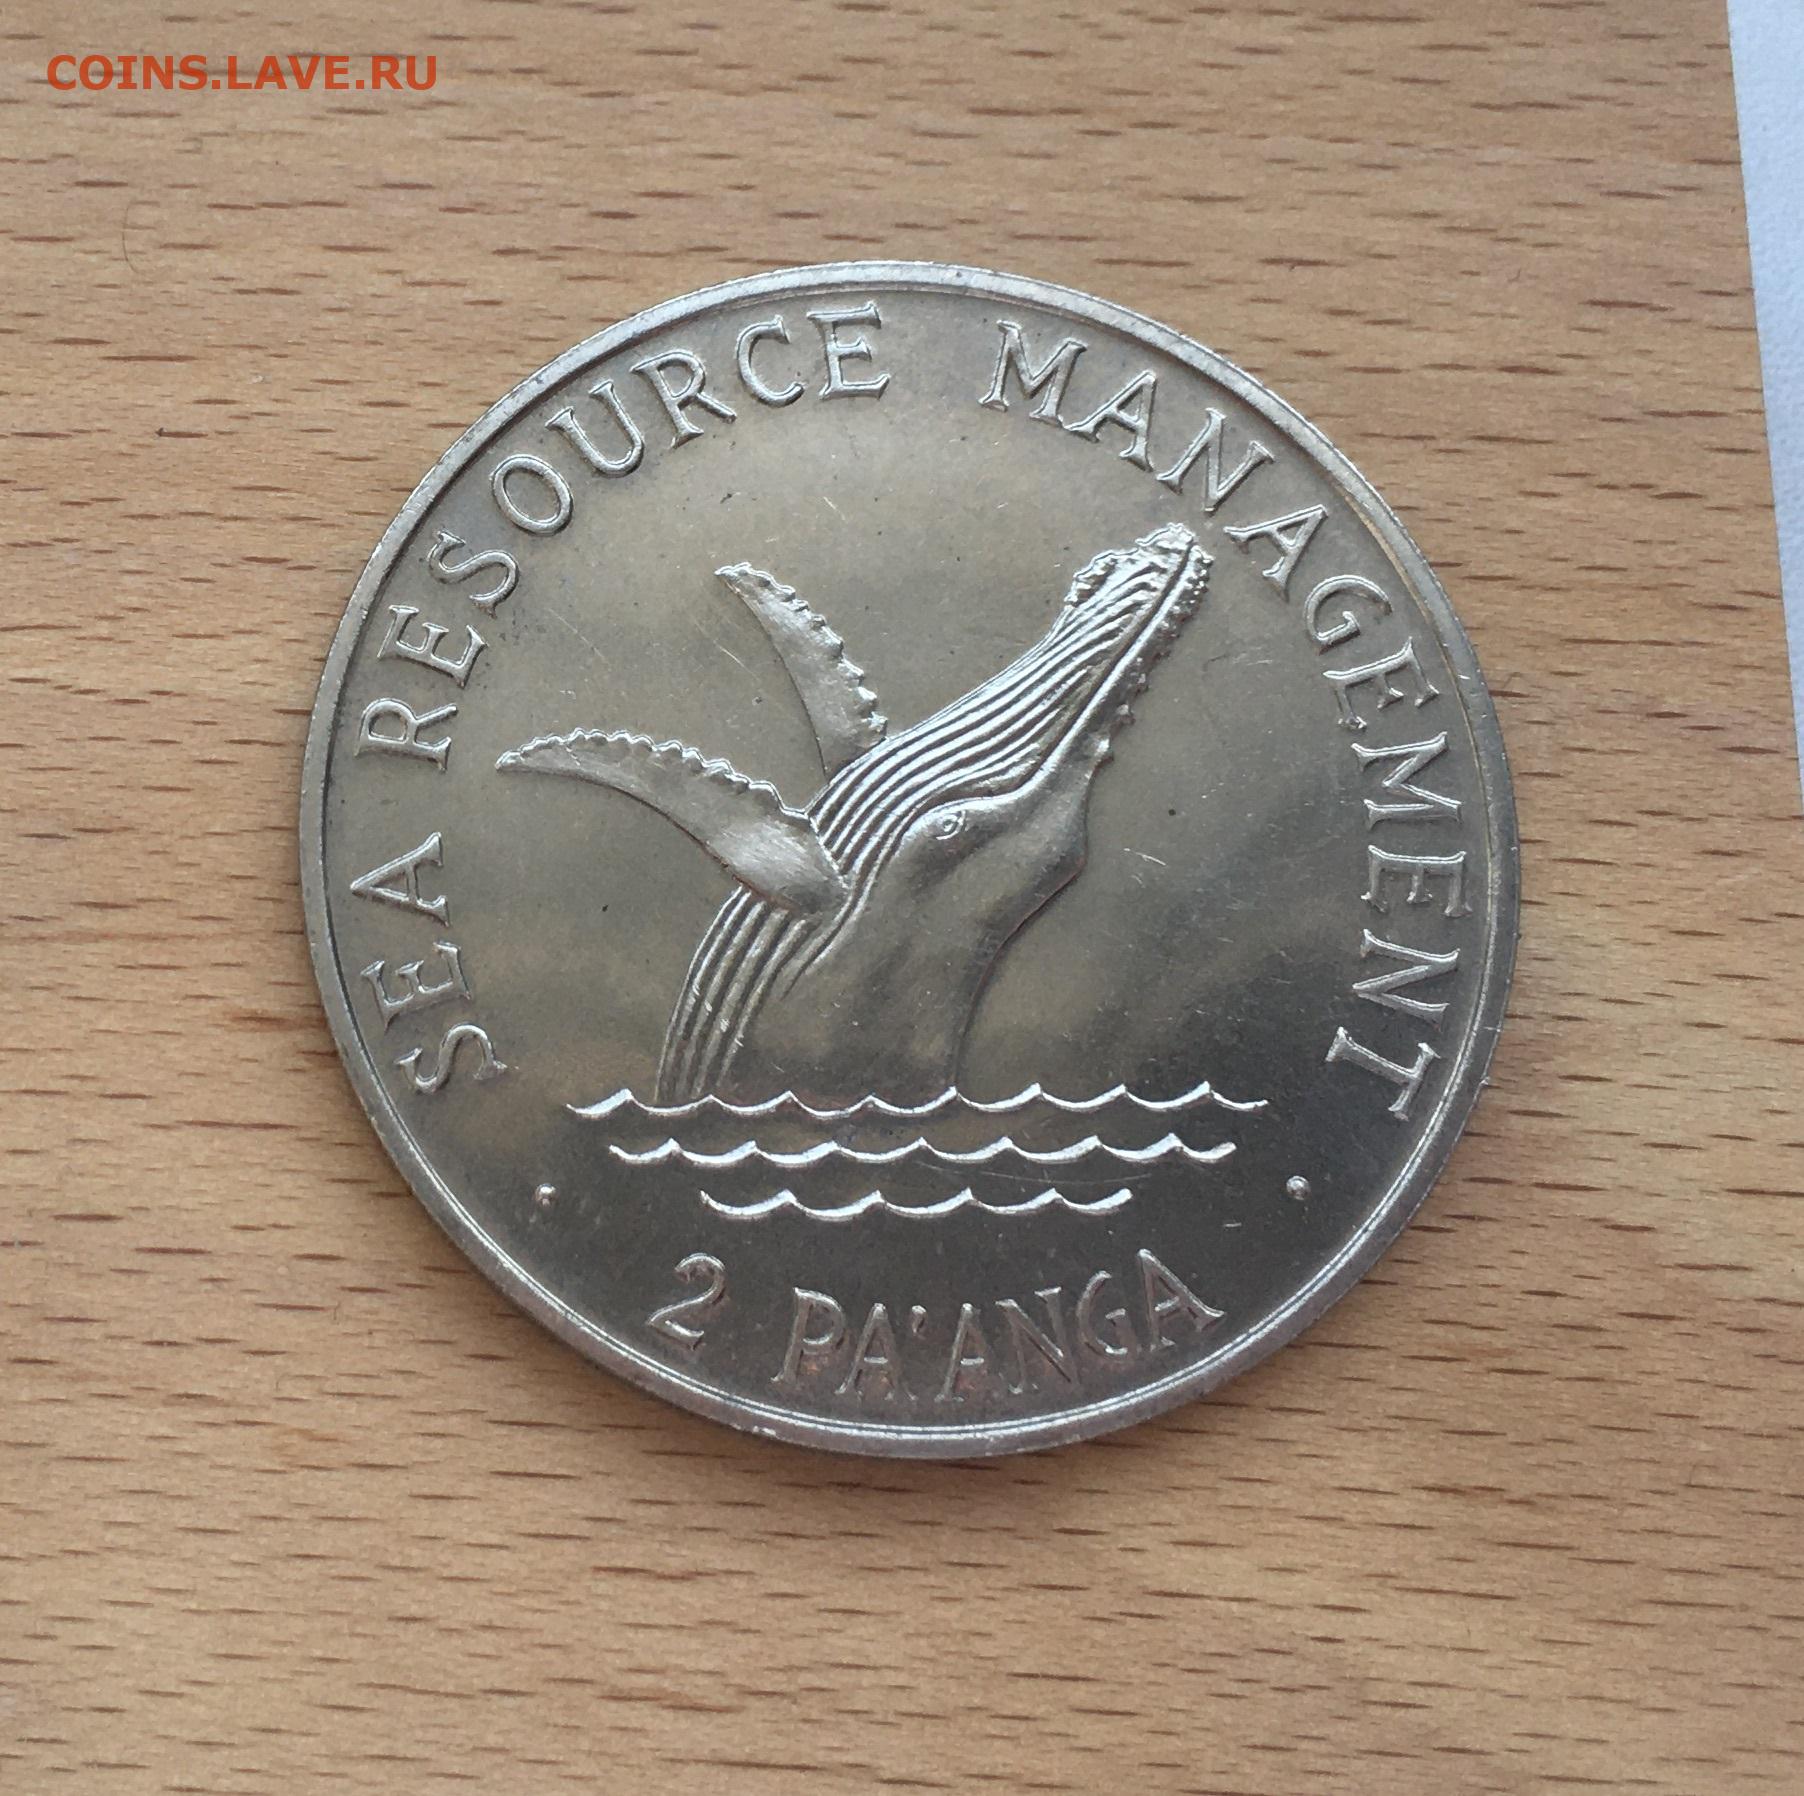 COINS.LAVE.RU
SEA RESOURCE MANAGEMENT
2 PA'ANGA